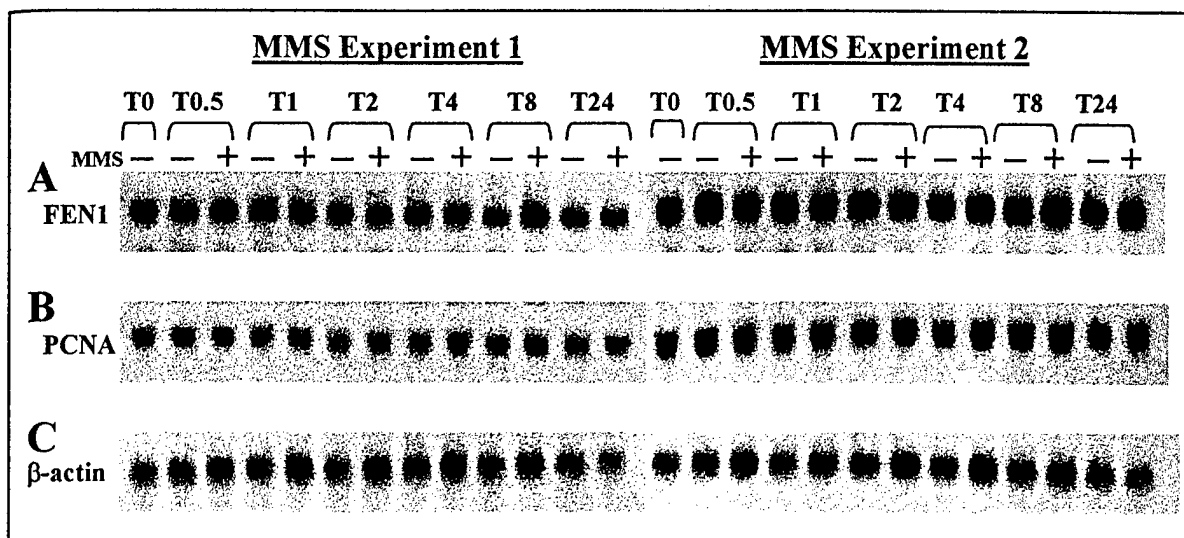 MMS Experiment 1 MMS Experiment 2
T0 T0.5 T1 T2 T4 T8 T24 T0 T0.5 T1 T2 T4 T8 T24
MMS – – + – + – + – + – + – + – – + – + – + – + – + – +
A
FEN1
B
PCNA
C
β-actin